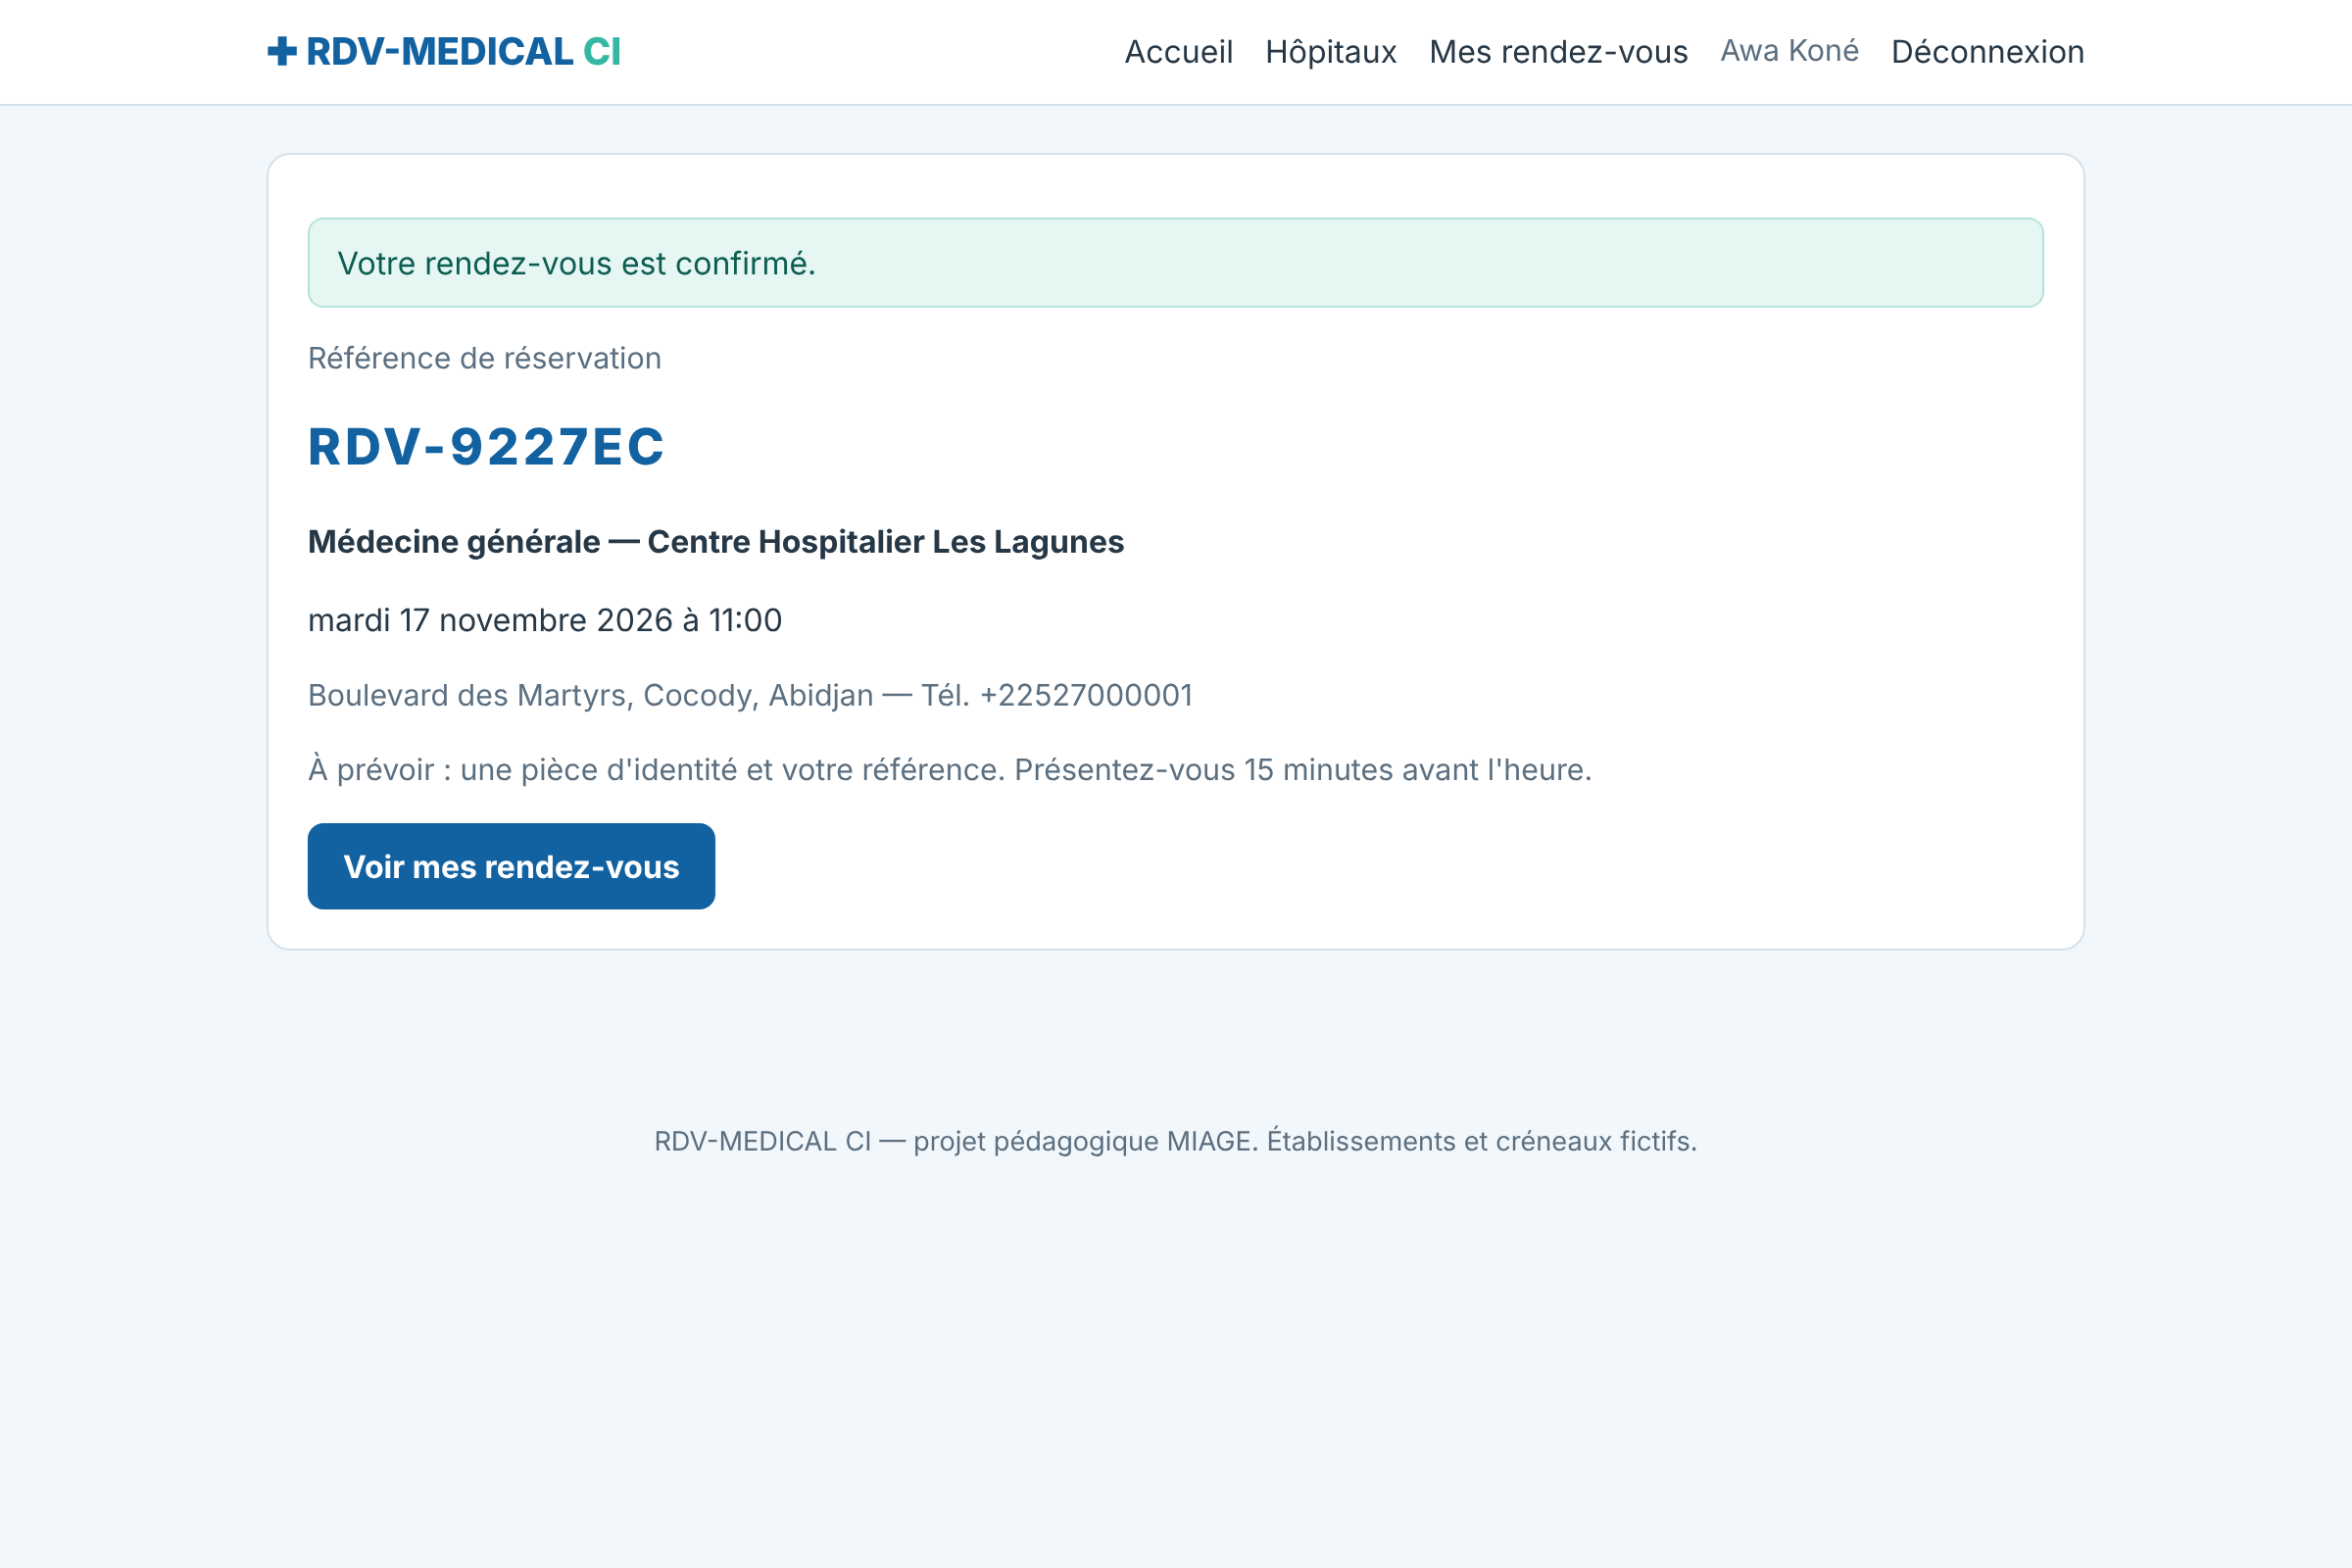 RDV-MEDICAL CI
Accueil Hôpitaux Mes rendez-vous Awa Koné Déconnexion
Votre rendez-vous est confirmé.
Référence de réservation
RDV-9227EC
Médecine générale — Centre Hospitalier Les Lagunes
mardi 17 novembre 2026 à 11:00
Boulevard des Martyrs, Cocody, Abidjan — Tél. +22527000001
À prévoir : une pièce d'identité et votre référence. Présentez-vous 15 minutes avant l'heure.
Voir mes rendez-vous
RDV-MEDICAL CI — projet pédagogique MIAGE. Établissements et créneaux fictifs.